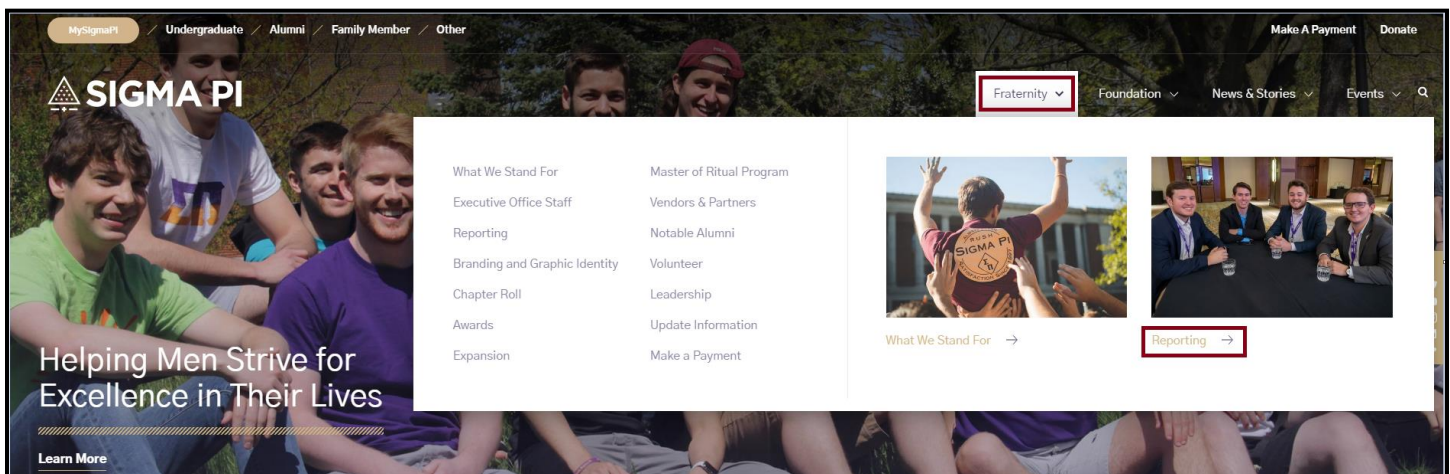 MySigmaPi / Undergraduate / Alumni / Family Member / Other
Make A Payment Donate
SIGMA PI
Fraternity
Foundation
News & Stories
Events
What We Stand For
Executive Office Staff
Reporting
Branding and Graphic Identity
Chapter Roll
Awards
Expansion
Master of Ritual Program
Vendors & Partners
Notable Alumni
Volunteer
Leadership
Update Information
Make a Payment
RUSH
SIGMA PI
ΣΠ
What We Stand For →
Reporting →
Helping Men Strive for
Excellence in Their Lives
Learn More